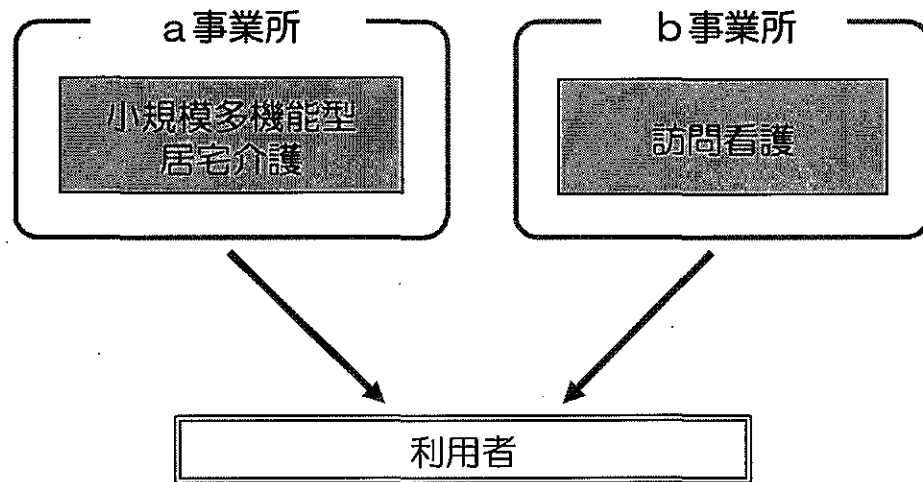 a事業所
b事業所
小規模多機能型
居宅介護
訪問看護
利用者